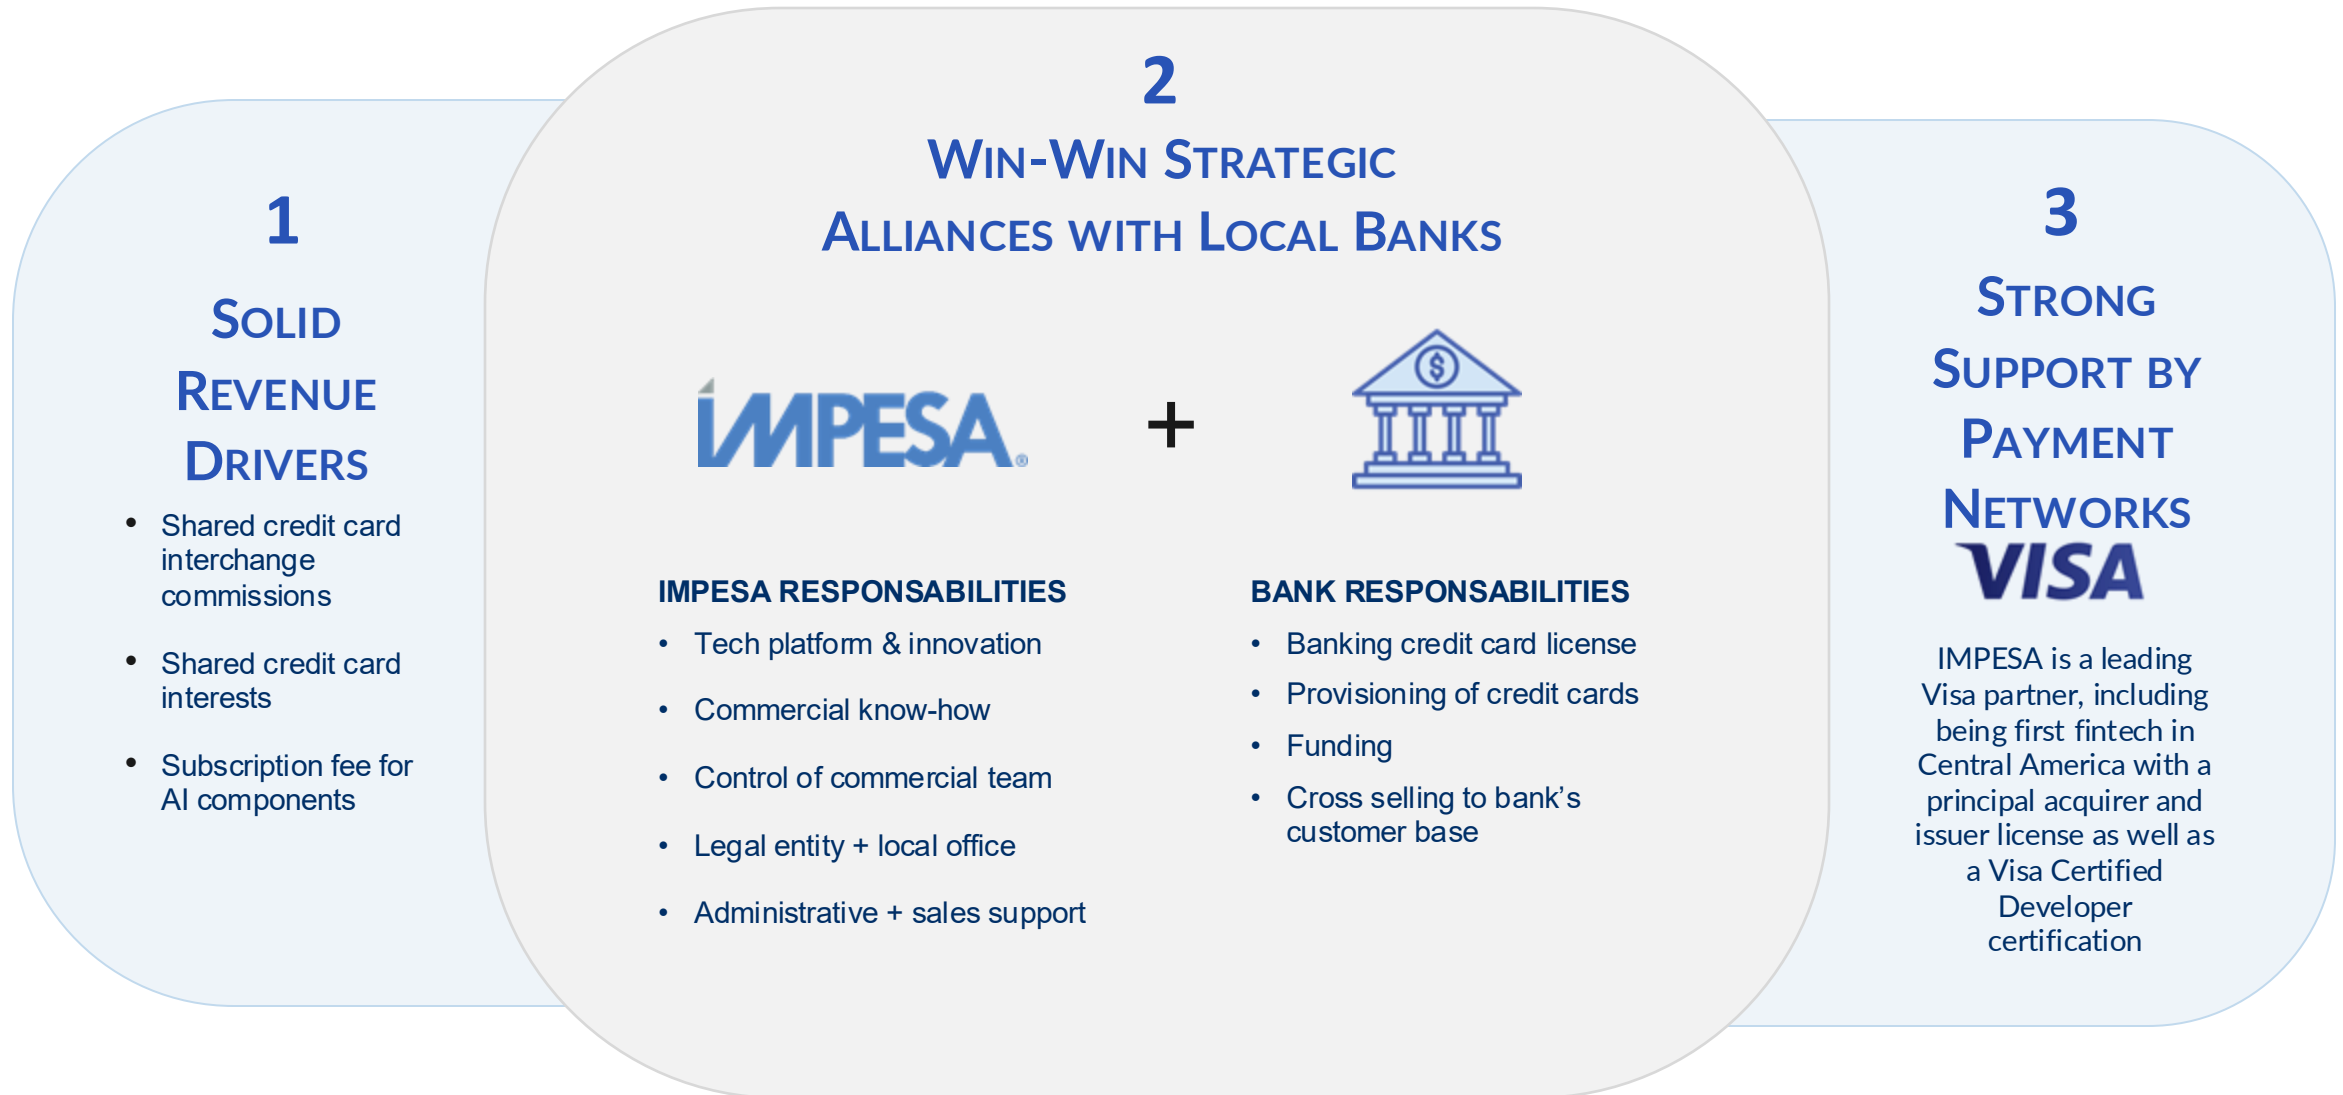 1
Solid
Revenue
Drivers
• Shared credit card
interchange
commissions
• Shared credit card
interests
• Subscription fee for
AI components
2
Win-Win Strategic
Alliances with Local Banks
IMPESA®
+
$
IMPESA RESPONSABILITIES
• Tech platform & innovation
• Commercial know-how
• Control of commercial team
• Legal entity + local office
• Administrative + sales support
BANK RESPONSABILITIES
• Banking credit card license
• Provisioning of credit cards
• Funding
• Cross selling to bank’s
customer base
3
Strong
Support by
Payment
Networks
VISA
IMPESA is a leading
Visa partner, including
being first fintech in
Central America with a
principal acquirer and
issuer license as well as
a Visa Certified
Developer
certification